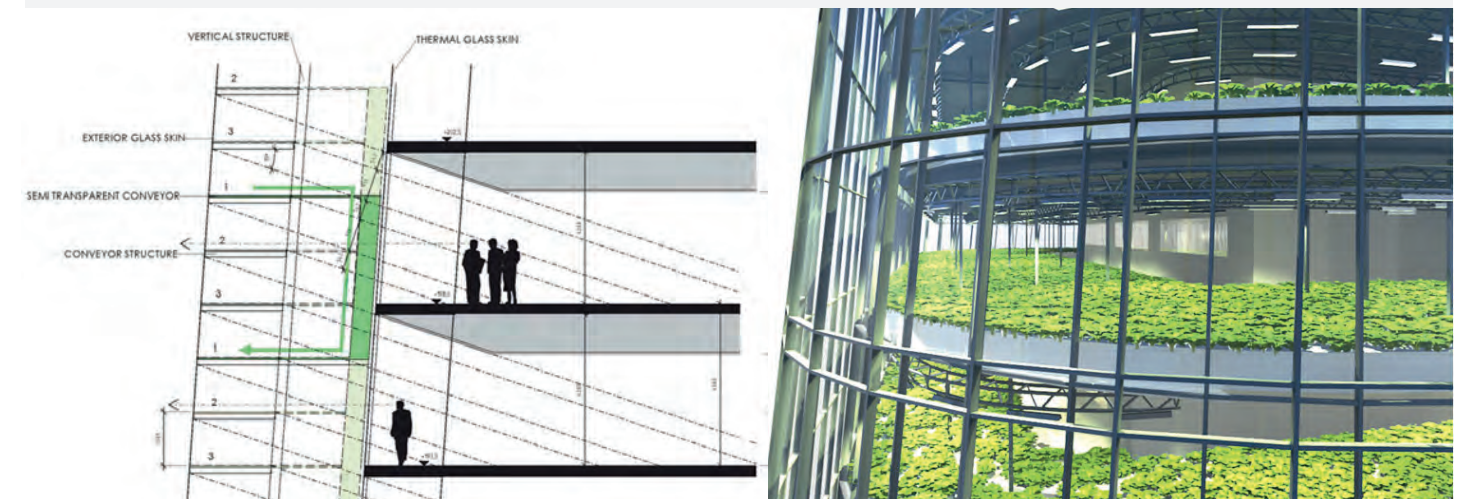 VERTICAL STRUCTURE
THERMAL GLASS SKIN
2
EXTERIOR GLASS SKIN
3
1
SEMI TRANSPARENT CONVEYOR
2
CONVEYOR STRUCTURE
3
1
2
3